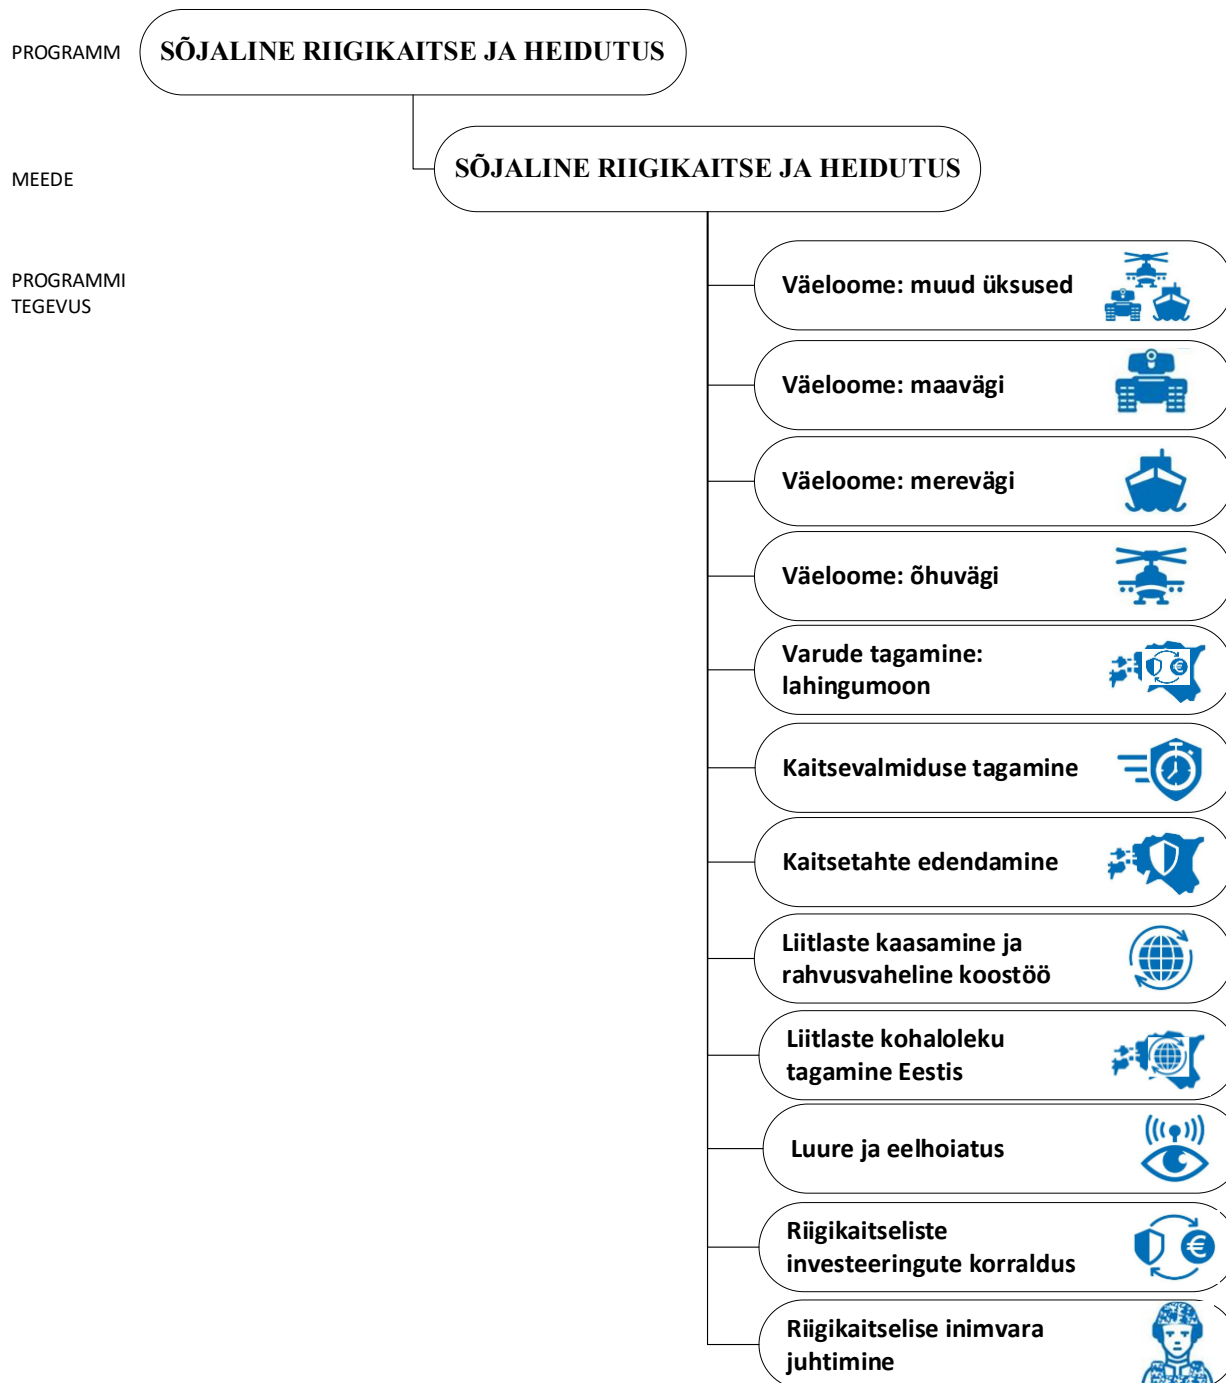 PROGRAMM
SÕJALINE RIIGIKAITSE JA HEIDUTUS
MEEDE
SÕJALINE RIIGIKAITSE JA HEIDUTUS
PROGRAMMI
TEGEVUS
Väeloome: muud üksused
Väeloome: maavägi
Väeloome: merevägi
Väeloome: õhuvägi
Varude tagamine:
lahingumoon
Kaitsevalmiduse tagamine
Kaitsetahte edendamine
Liitlaste kaasamine ja
rahvusvaheline koostöö
Liitlaste kohaloleku
tagamine Eestis
Luure ja eelhoiatus
Riigikaitseliste
investeeringute korraldus
Riigikaitselise inimvara
juhtimine